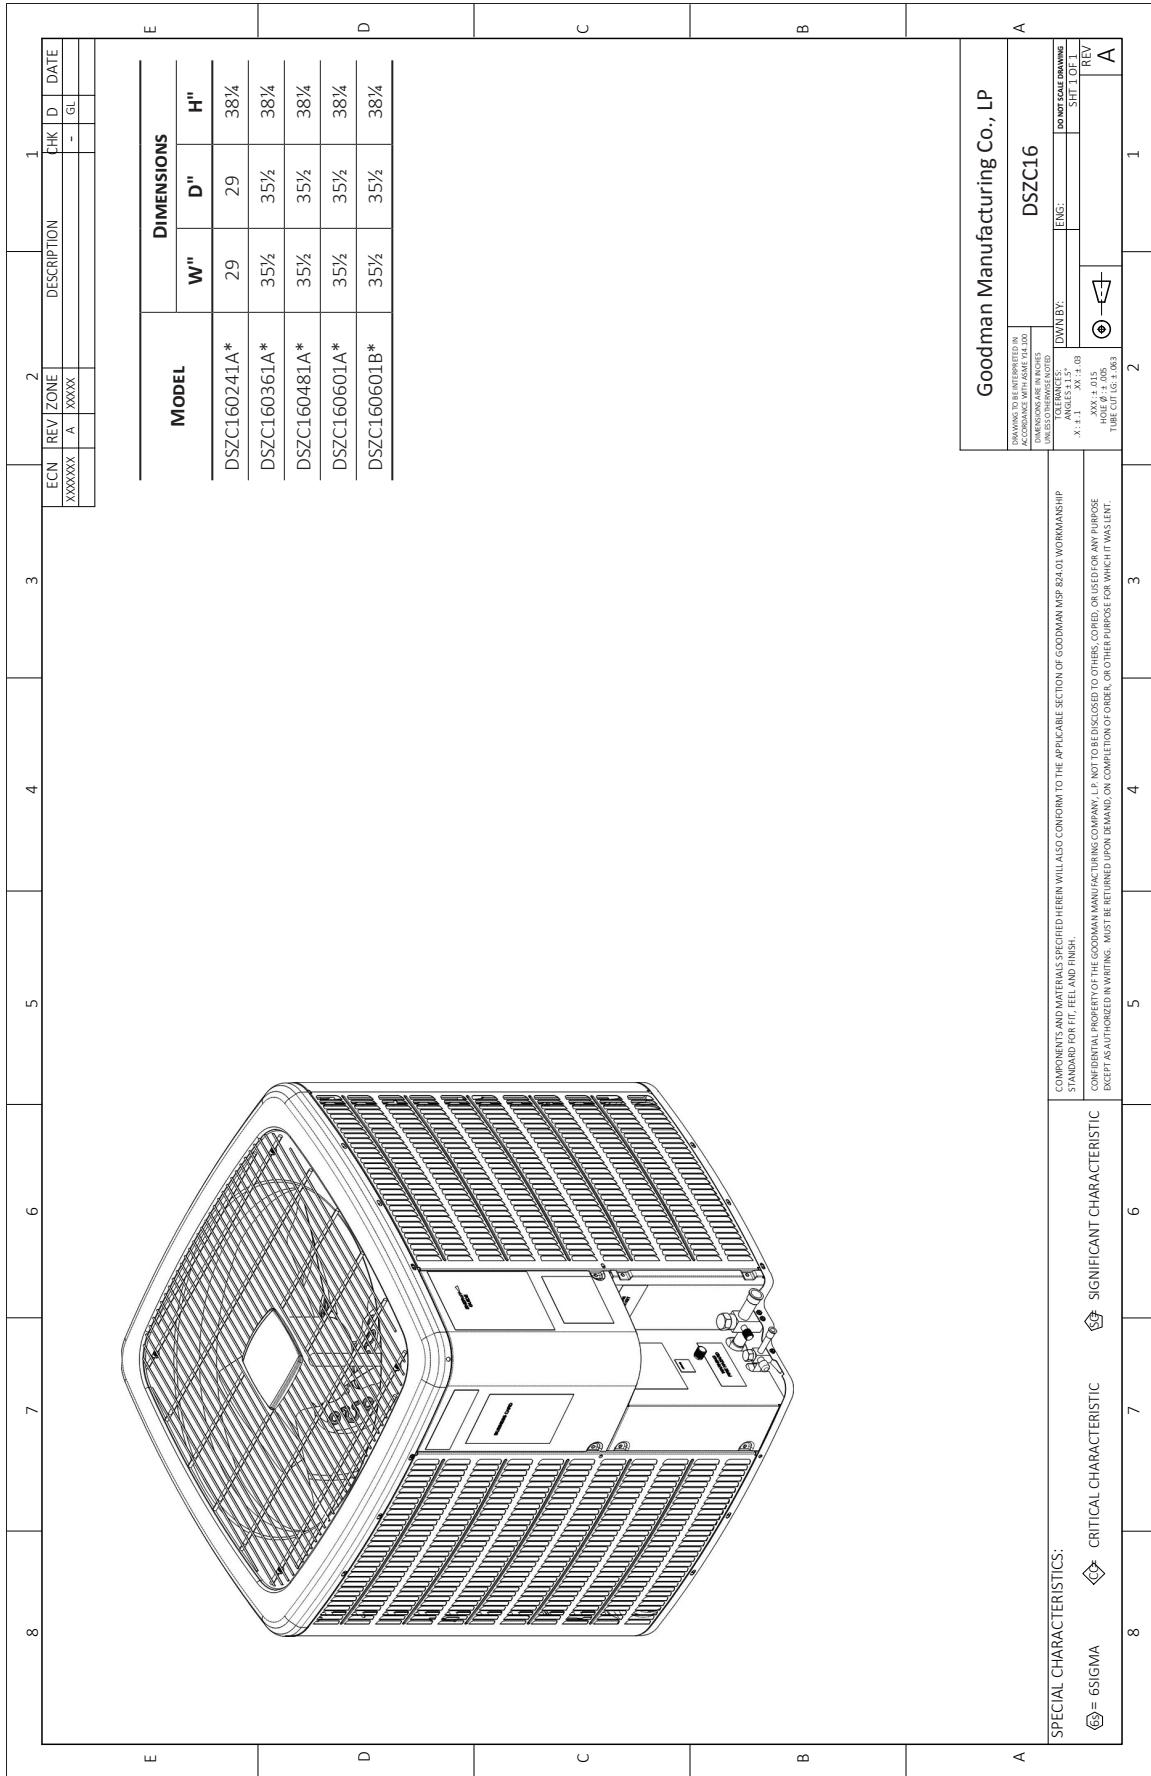 8 7 6 5 4 3 2 1
ECN REV ZONE DESCRIPTION CHK D DATE
XXXXXXX A XXXXX - GL
E
D
C
B
A
MODEL DIMENSIONS
W" D" H"
DSZC160241A* 29 29 38¼
DSZC160361A* 35½ 35½ 38¼
DSZC160481A* 35½ 35½ 38¼
DSZC160601A* 35½ 35½ 38¼
DSZC160601B* 35½ 35½ 38¼
E
D
C
B
A
Goodman Manufacturing Co., LP
DRAWING TO BE INTERPRETED IN
ACCORDANCE WITH ASME Y14.100
DIMENSIONS ARE IN INCHES
UNLESS OTHERWISE NOTED
DSZC16
TOLERANCES:
ANGLES ± 1.5°
.X : ± .1 .XX : ± .03
.XXX : ± .015
HOLE Ø : ± .005
TUBE CUT LG: ± .063
DWN BY: ENG: DO NOT SCALE DRAWING
SHT 1 OF 1
REV
A
SPECIAL CHARACTERISTICS:
6S = 6SIGMA CC= CRITICAL CHARACTERISTIC SC= SIGNIFICANT CHARACTERISTIC
COMPONENTS AND MATERIALS SPECIFIED HEREIN WILL ALSO CONFORM TO THE APPLICABLE SECTION OF GOODMAN MSP 824.01 WORKMANSHIP
STANDARD FOR FIT, FEEL AND FINISH.
CONFIDENTIAL PROPERTY OF THE GOODMAN MANUFACTURING COMPANY, L.P. NOT TO BE DISCLOSED TO OTHERS, COPIED, OR USED FOR ANY PURPOSE
EXCEPT AS AUTHORIZED IN WRITING. MUST BE RETURNED UPON DEMAND, ON COMPLETION OF ORDER, OR OTHER PURPOSE FOR WHICH IT WAS LENT.
8 7 6 5 4 3 2 1